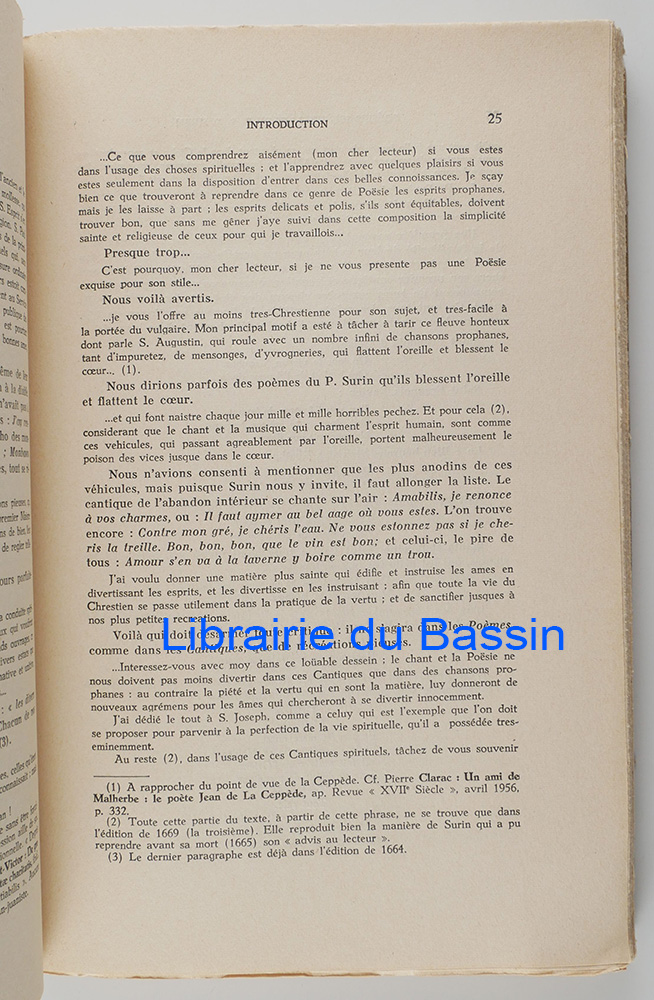 INTRODUCTION 25
...Ce que vous comprendrez aisément (mon cher lecteur) si vous estes
dans l'usage des choses spirituelles ; et l'apprendrez avec quelques plaisirs si vous
estes seulement dans la disposition d'entrer dans ces belles connoissances. Je sçay
bien ce que trouveront à reprendre dans ce genre de Poësie les esprits prophanes,
mais je les laisse à part ; les esprits délicats et polis, s'ils sont équitables, doivent
trouver bon, que sans me gêner j'aye suivi dans cette composition la simplicité
sainte et religieuse de ceux pour qui je travaillois...
Presque trop...
C'est pourquoy, mon cher lecteur, si je ne vous presente pas une Poësie
exquise pour son stile...
Nous voilà avertis.
...je vous l'offre au moins tres-Chrestienne pour son sujet, et tres-facile à
la portée du vulgaire. Mon principal motif a esté à tâcher à tarir ce fleuve honteux
dont parle S. Augustin, qui roule avec un nombre infini de chansons prophanes,
tant d'impuretez, de mensonges, d'yvrogneries, qui flattent l'oreille et blessent le
cœur... (1).
Nous dirions parfois des poèmes du P. Surin qu'ils blessent l'oreille
et flattent le cœur.
...et qui font naistre chaque jour mille et mille horribles pechez. Et pour cela (2),
considerant que le chant et la musique qui charment l'esprit humain, sont comme
ces vehicules, qui passant agreablement par l'oreille, portent malheureusement le
poison des vices jusque dans le cœur.
Nous n'avions consenti à mentionner que les plus anodins de ces
véhicules, mais puisque Surin nous y invite, il faut allonger la liste. Le
cantique de l'abandon intérieur se chante sur l'air : Amabilis, je renonce
à vos charmes, ou : Il faut aymer au bel aage où vous estes. L'on trouve
encore : Contre mon gré, je chéris l'eau. Ne vous estonnez pas si je che-
ris la treille. Bon, bon, bon, que le vin est bon; et celui-ci, le pire de
tous : Amour s'en va à la taverne y boire comme un trou.
J'ai voulu donner une matière plus sainte qui édifie et instruise les ames en
divertissant les esprits, et les divertisse en les instruisant ; afin que toute la vie du
Chrestien se passe utilement dans la pratique de la vertu ; et de sanctifier jusques à
nos plus petites recreations.
Voilà qui doit désarmer toute critique : il s'agira dans les Poèmes,
comme dans les Cantiques, que de récréations
Librairie du Bassin
...Interessez-vous avec moy dans ce loüable dessein ; le chant et la Poësie ne
nous doivent pas moins divertir dans ces Cantiques que dans des chansons pro-
phanes : au contraire la piété et la vertu qui en sont la matière, luy donneront de
nouveaux agrémens pour les âmes qui chercheront à se divertir innocemment.
J'ai dédié le tout à S. Joseph, comme a celuy qui est l'exemple que l'on doit
se proposer pour parvenir a la perfection de la vie spirituelle, qu'il a possédée tres-
eminemment.
Au reste (2), dans l'usage de ces Cantiques spirituels, tâchez de vous souvenir
(1) A rapprocher du point de vue de la Ceppède. Cf. Pierre Clarac : Un ami de
Malherbe : le poète Jean de La Ceppède, ap. Revue « XVIIe Siècle », avril 1956,
p. 332.
(2) Toute cette partie du texte, à partir de cette phrase, ne se trouve que dans
l'édition de 1669 (la troisième). Elle reproduit bien la manière de Surin qui a pu
reprendre avant sa mort (1665) son « advis au lecteur ».
(3) Le dernier paragraphe est déjà dans l'édition de 1664.